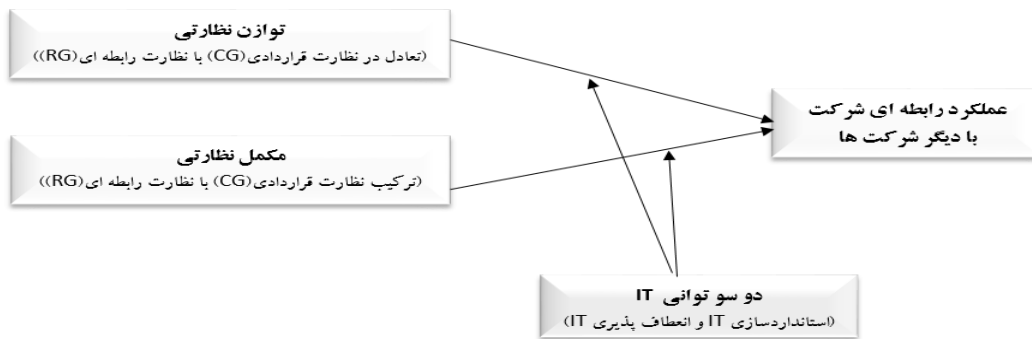 توازن نظارتی
(تعادل در نظارت قراردادی(CG) با نظارت رابطه ای(RG))
عملکرد رابطه ای شرکت
با دیگر شرکت ها
مکمل نظارتی
(ترکیب نظارت قراردادی(CG) با نظارت رابطه ای(RG))
دو سو توانی IT
(استانداردسازی IT و انعطاف پذیری IT)